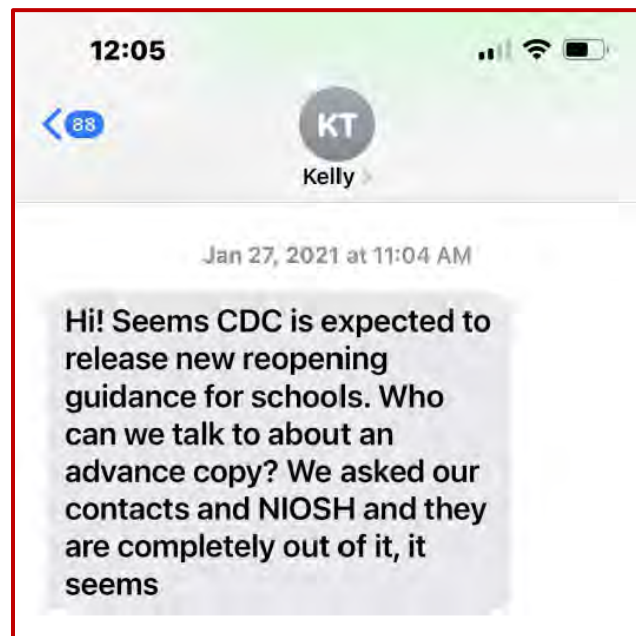 12:05
88
KT
Kelly
Jan 27, 2021 at 11:04 AM
Hi! Seems CDC is expected to
release new reopening
guidance for schools. Who
can we talk to about an
advance copy? We asked our
contacts and NIOSH and they
are completely out of it, it
seems